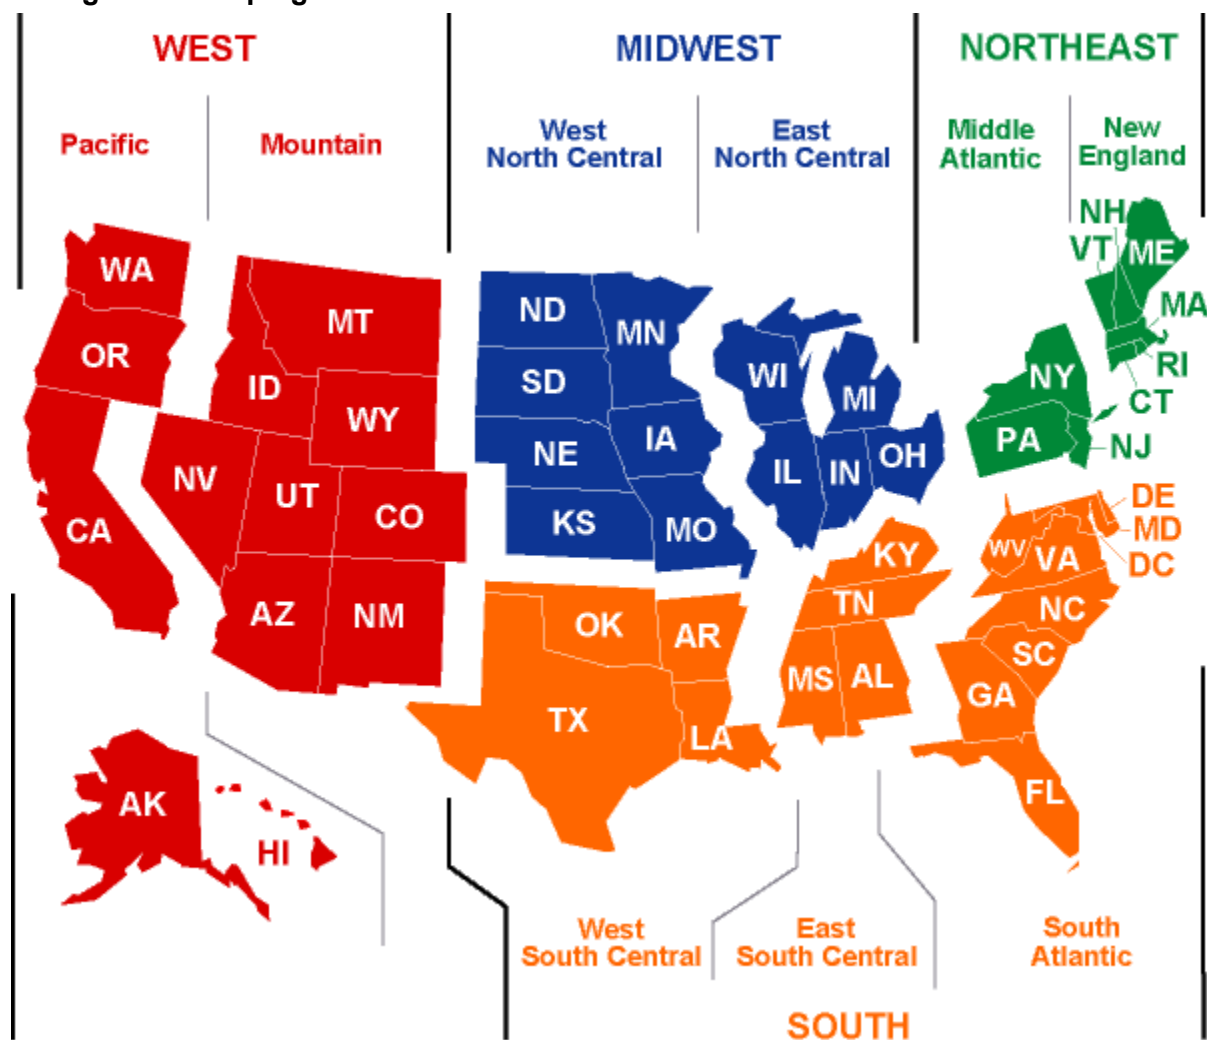 WEST
MIDWEST
NORTHEAST
Pacific
Mountain
West
North Central
East
North Central
Middle
Atlantic
New
England
WA
OR
CA
MT
ID
WY
NV
UT
CO
AZ
NM
AK
HI
ND
SD
NE
KS
MN
IA
MO
WI
MI
IL
IN
OH
NH
VT
ME
MA
RI
CT
NY
PA
NJ
DE
MD
DC
WV
VA
NC
SC
GA
FL
KY
TN
MS
AL
OK
AR
TX
LA
West
South Central
East
South Central
South
Atlantic
SOUTH